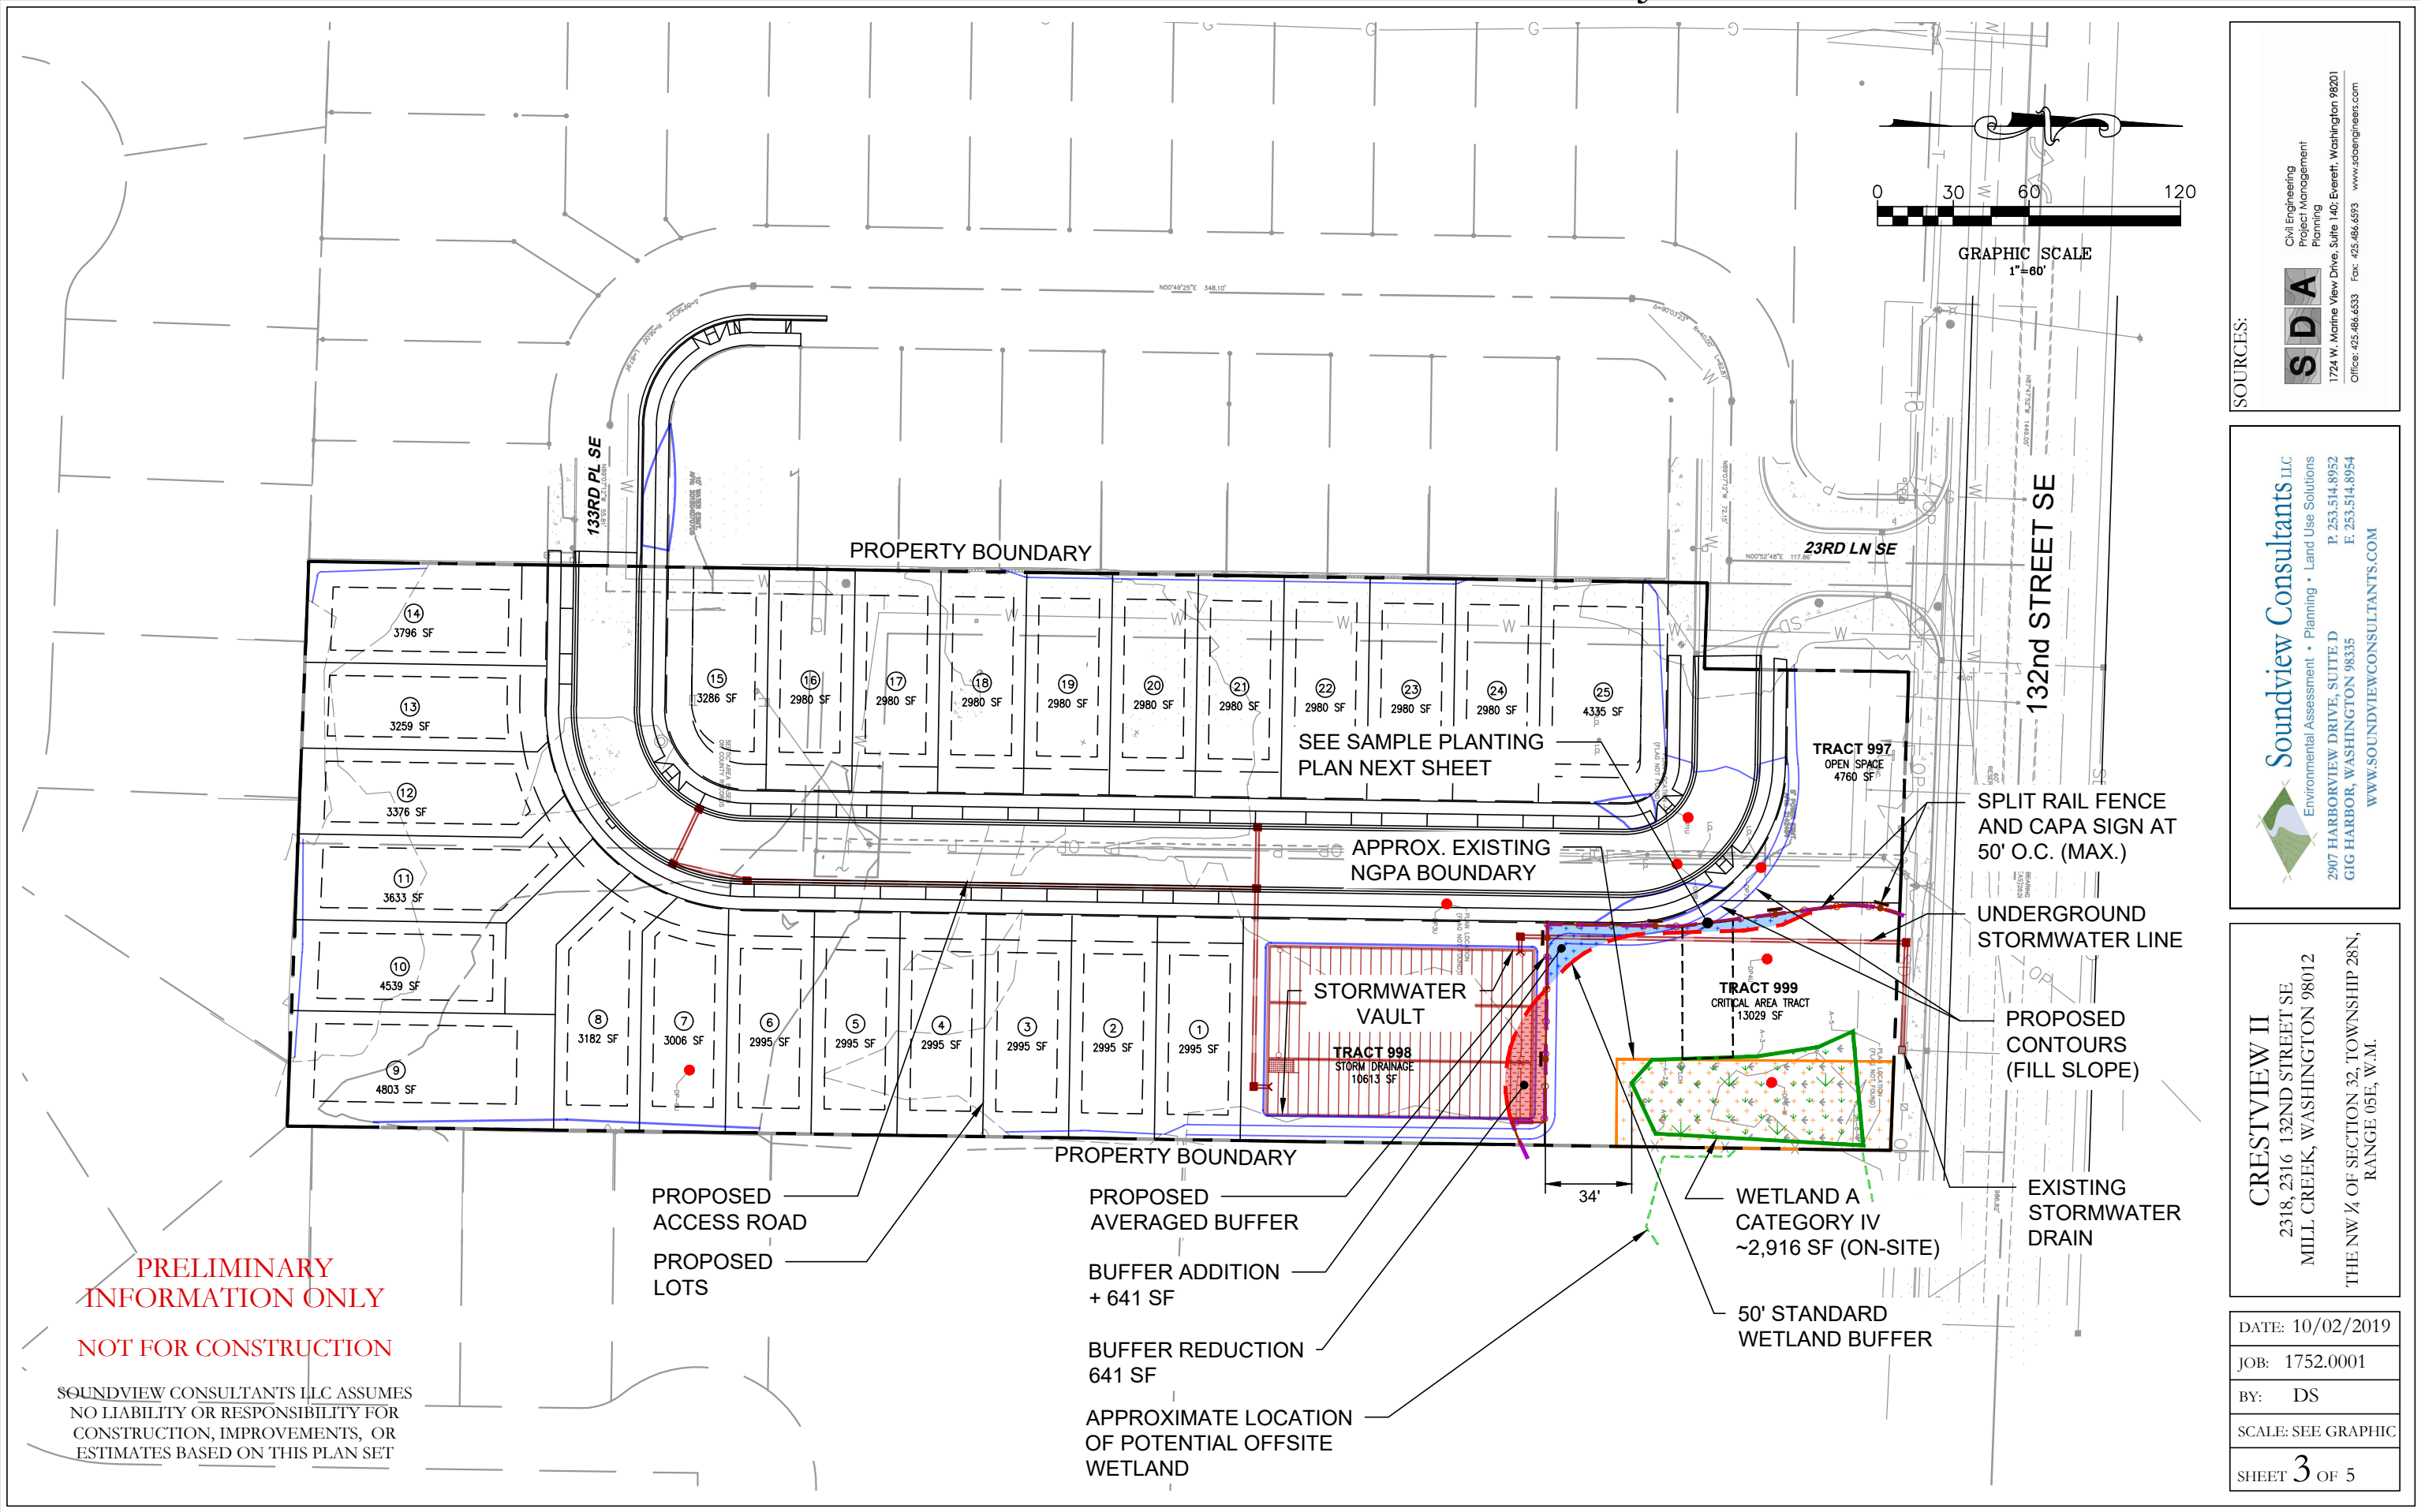 0 30 60 120
GRAPHIC SCALE
1"=60'
N00°49'25"E 348.10'
133RD PL SE
PROPERTY BOUNDARY
23RD LN SE
N00°52'48"E 117.86'
132nd STREET SE
14
3796 SF
13
3259 SF
12
3376 SF
11
3633 SF
10
4539 SF
9
4803 SF
15
3286 SF
16
2980 SF
17
2980 SF
18
2980 SF
19
2980 SF
20
2980 SF
21
2980 SF
22
2980 SF
23
2980 SF
24
2980 SF
25
4335 SF
SEE SAMPLE PLANTING
PLAN NEXT SHEET
TRACT 997
OPEN SPACE
4760 SF
APPROX. EXISTING
NGPA BOUNDARY
SPLIT RAIL FENCE
AND CAPA SIGN AT
50' O.C. (MAX.)
UNDERGROUND
STORMWATER LINE
8
3182 SF
7
3006 SF
6
2995 SF
5
2995 SF
4
2995 SF
3
2995 SF
2
2995 SF
1
2995 SF
STORMWATER
VAULT
TRACT 998
STORM DRAINAGE
10613 SF
TRACT 999
CRITICAL AREA TRACT
13029 SF
PROPOSED
CONTOURS
(FILL SLOPE)
PROPERTY BOUNDARY
34'
PROPOSED
ACCESS ROAD
PROPOSED
LOTS
PROPOSED
AVERAGED BUFFER
BUFFER ADDITION
+ 641 SF
BUFFER REDUCTION
641 SF
APPROXIMATE LOCATION
OF POTENTIAL OFFSITE
WETLAND
WETLAND A
CATEGORY IV
~2,916 SF (ON-SITE)
50' STANDARD
WETLAND BUFFER
EXISTING
STORMWATER
DRAIN
PRELIMINARY
INFORMATION ONLY
NOT FOR CONSTRUCTION
SOUNDVIEW CONSULTANTS LLC ASSUMES
NO LIABILITY OR RESPONSIBILITY FOR
CONSTRUCTION, IMPROVEMENTS, OR
ESTIMATES BASED ON THIS PLAN SET
SOURCES:
SDA
Civil Engineering
Project Management
Planning
1724 W. Marine View Drive, Suite 140; Everett, Washington 98201
Office: 425.486.6533 Fax: 425.486.6593 www.sdaengineers.com
Soundview Consultants LLC
Environmental Assessment • Planning • Land Use Solutions
2907 HARBORVIEW DRIVE, SUITE D P. 253.514.8952
GIG HARBOR, WASHINGTON 98335 F. 253.514.8954
WWW.SOUNDVIEWCONSULTANTS.COM
CRESTVIEW II
2318, 2316 132ND STREET SE
MILL CREEK, WASHINGTON 98012
THE NW ¼ OF SECTION 32, TOWNSHIP 28N,
RANGE 05E, W.M.
DATE: 10/02/2019
JOB: 1752.0001
BY: DS
SCALE: SEE GRAPHIC
SHEET 3 OF 5